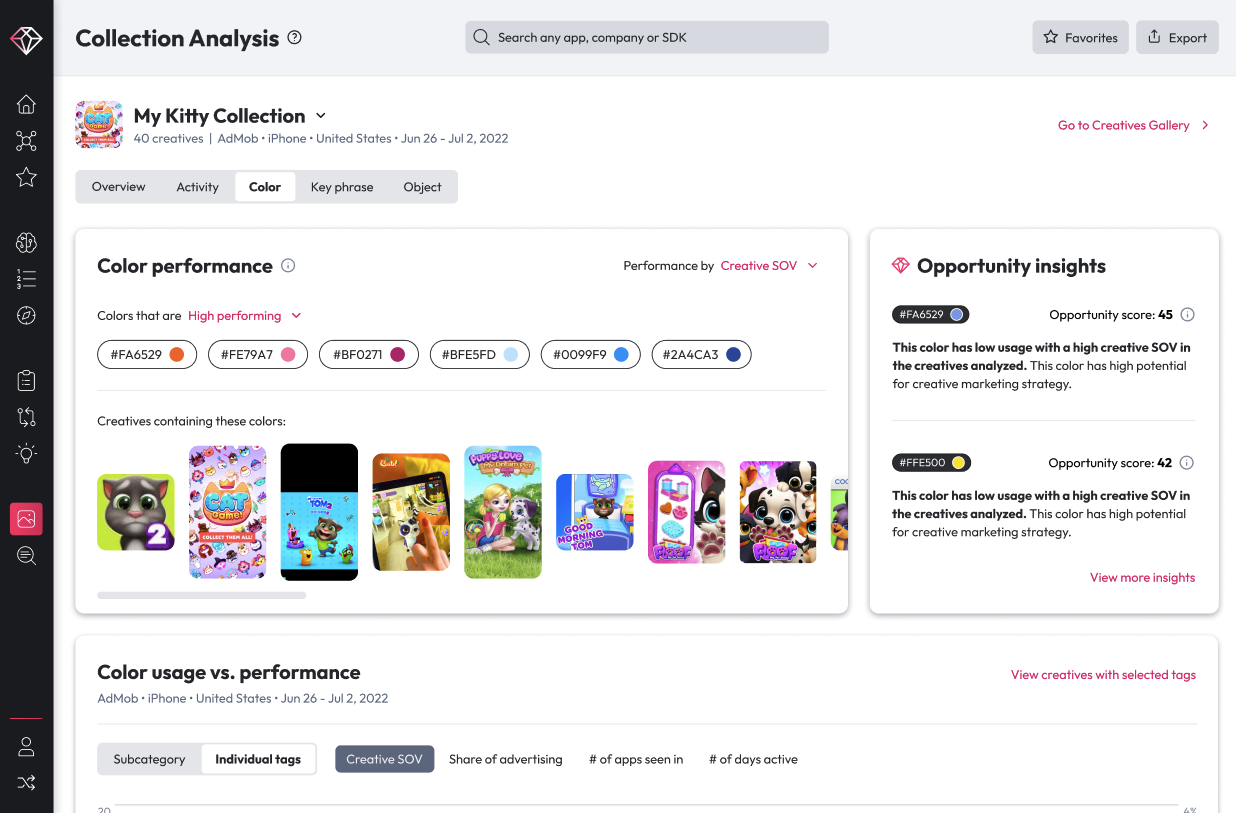 Collection Analysis
Search any app, company or SDK
Favorites
Export
My Kitty Collection
40 creatives | AdMob • iPhone • United States • Jun 26 - Jul 2, 2022
Go to Creatives Gallery
Overview
Activity
Color
Key phrase
Object
Color performance
Performance by Creative SOV
Colors that are High performing
#FA6529
#FE79A7
#BF0271
#BFE5FD
#0099F9
#2A4CA3
Creatives containing these colors:
2
CAT
Game!
COLLECT THEM ALL!
TOM2
PuppyLove
My Dream Pet
GOOD
MORNING
TOM
FLOOF
FLOOF
Opportunity insights
#FA6529
Opportunity score: 45
This color has low usage with a high creative SOV in
the creatives analyzed. This color has high potential
for creative marketing strategy.
#FFE500
Opportunity score: 42
This color has low usage with a high creative SOV in
the creatives analyzed. This color has high potential
for creative marketing strategy.
View more insights
Color usage vs. performance
AdMob • iPhone • United States • Jun 26 - Jul 2, 2022
View creatives with selected tags
Subcategory
Individual tags
Creative SOV
Share of advertising
# of apps seen in
# of days active
20
4%